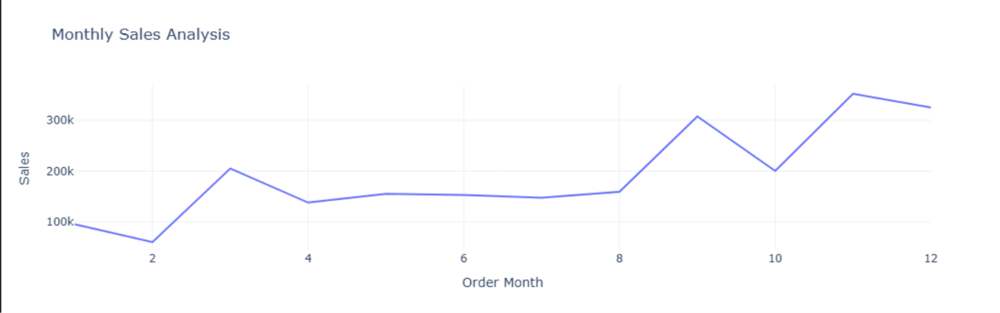 Monthly Sales Analysis
300k
200k
100k
Sales
2 4 6 8 10 12
Order Month